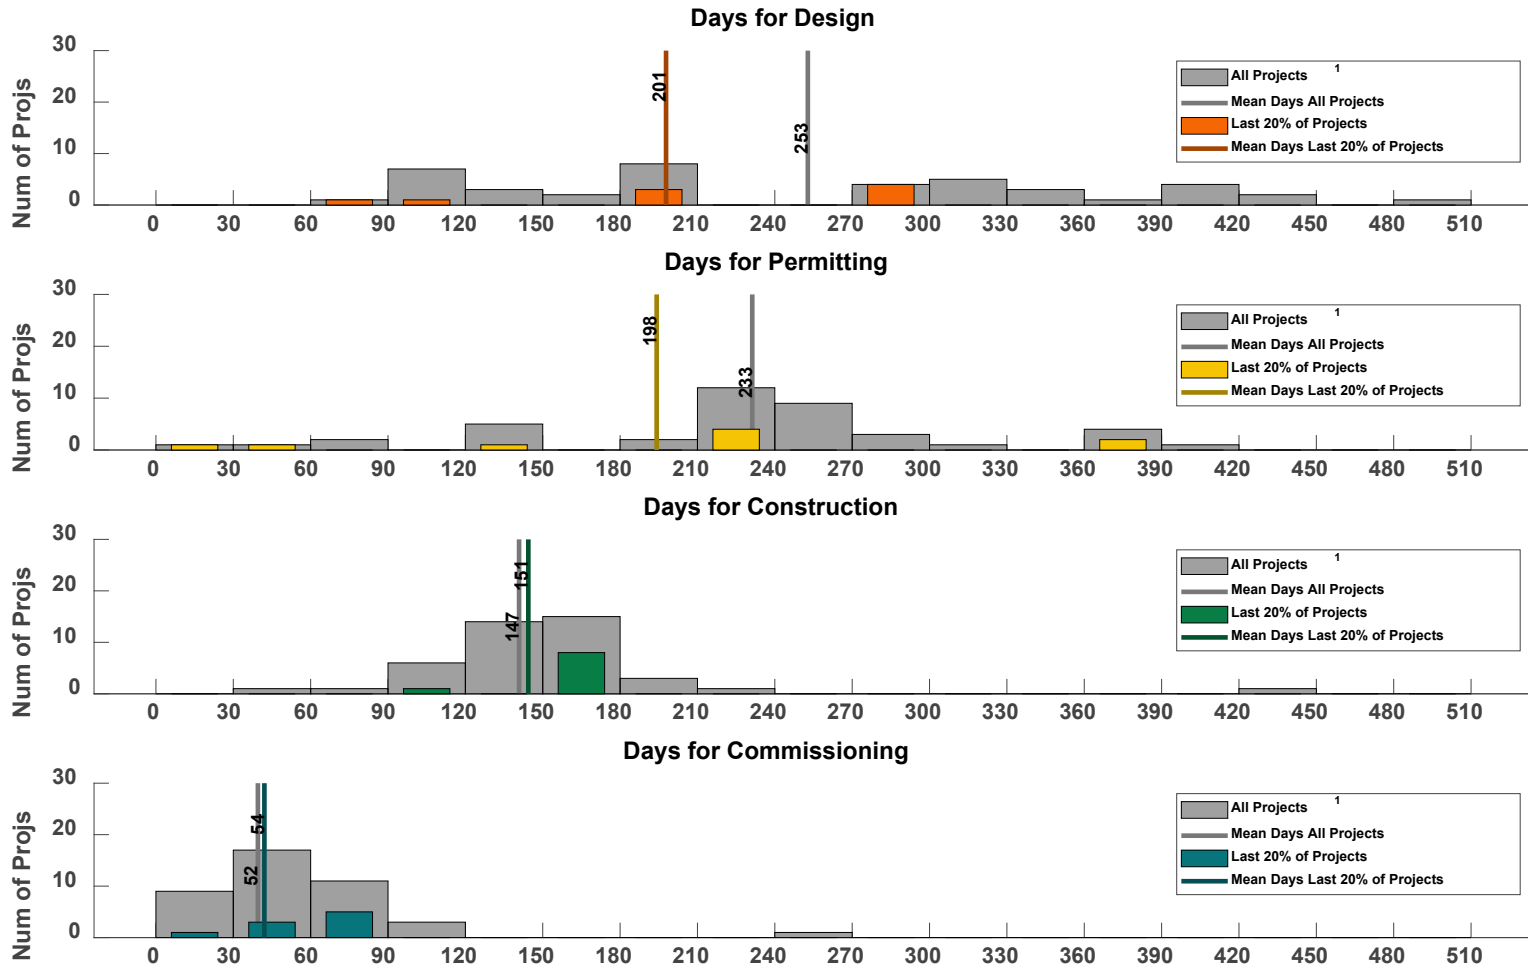 Days for Design
Num of Projs
30
20
10
0
201
253
All Projects 1
Mean Days All Projects
Last 20% of Projects
Mean Days Last 20% of Projects
0 30 60 90 120 150 180 210 240 270 300 330 360 390 420 450 480 510
Days for Permitting
Num of Projs
30
20
10
0
198
233
All Projects 1
Mean Days All Projects
Last 20% of Projects
Mean Days Last 20% of Projects
0 30 60 90 120 150 180 210 240 270 300 330 360 390 420 450 480 510
Days for Construction
Num of Projs
30
20
10
0
151
147
All Projects 1
Mean Days All Projects
Last 20% of Projects
Mean Days Last 20% of Projects
0 30 60 90 120 150 180 210 240 270 300 330 360 390 420 450 480 510
Days for Commissioning
Num of Projs
30
20
10
0
54
52
All Projects 1
Mean Days All Projects
Last 20% of Projects
Mean Days Last 20% of Projects
0 30 60 90 120 150 180 210 240 270 300 330 360 390 420 450 480 510